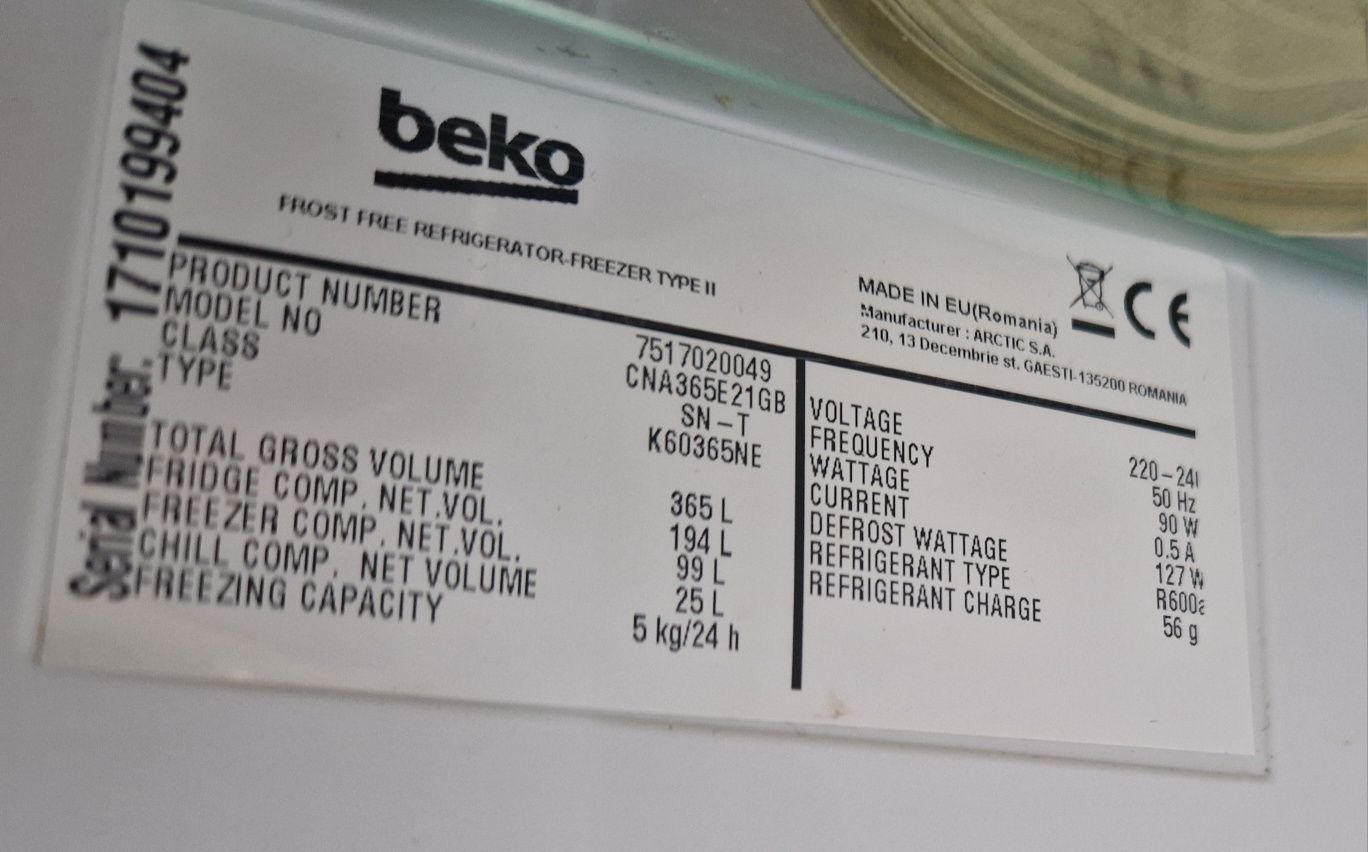 beko
FROST FREE REFRIGERATOR-FREEZER TYPE II
Serial Number. 1710199404
MADE IN EU(Romania)
Manufacturer : ARCTIC S.A.
210, 13 Decembrie st. GAESTI-135200 ROMANIA
CE
PRODUCT NUMBER 7517020049
MODEL NO CNA365E21GB
CLASS SN-T
TYPE K60365NE
TOTAL GROSS VOLUME 365 L
FRIDGE COMP. NET.VOL. 194 L
FREEZER COMP. NET.VOL. 99 L
CHILL COMP. NET VOLUME 25 L
FREEZING CAPACITY 5 kg/24 h
VOLTAGE
FREQUENCY 50 Hz
WATTAGE 90 W
CURRENT 0.5 A
DEFROST WATTAGE 127 W
REFRIGERANT TYPE R600a
REFRIGERANT CHARGE 56 g